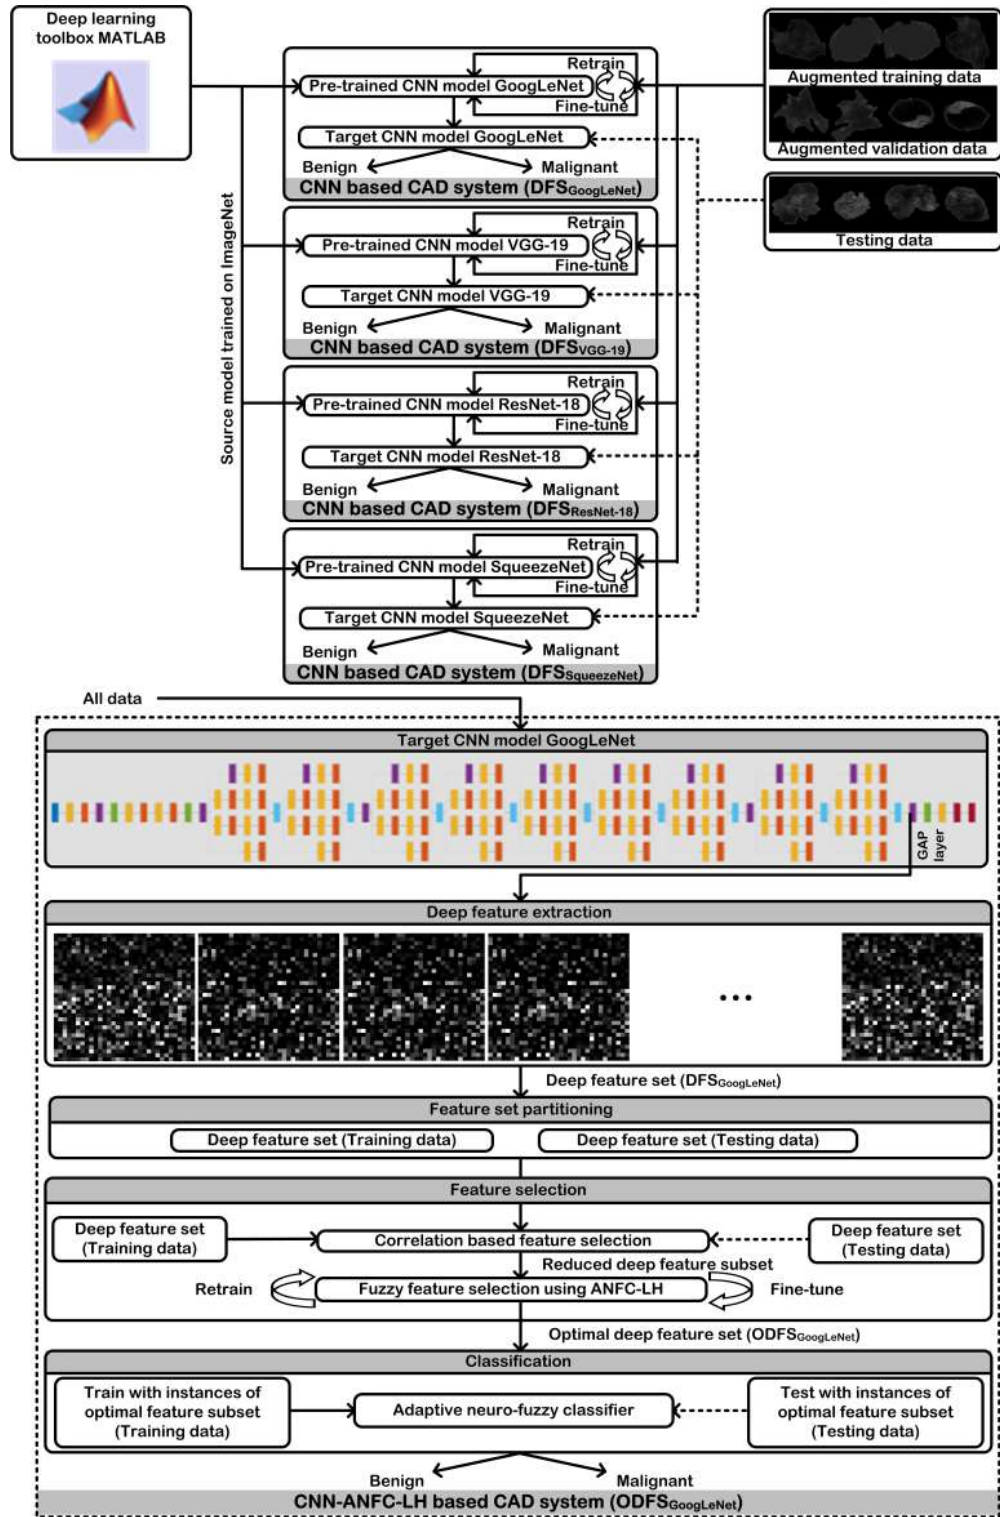 Deep learning
toolbox MATLAB
Source model trained on ImageNet
Augmented training data
Augmented validation data
Testing data
Retrain
Pre-trained CNN model GoogLeNet
Fine-tune
Target CNN model GoogLeNet
Benign
Malignant
CNN based CAD system (DFSGoogLeNet)
Retrain
Pre-trained CNN model VGG-19
Fine-tune
Target CNN model VGG-19
Benign
Malignant
CNN based CAD system (DFSVGG-19)
Retrain
Pre-trained CNN model ResNet-18
Fine-tune
Target CNN model ResNet-18
Benign
Malignant
CNN based CAD system (DFSResNet-18)
Retrain
Pre-trained CNN model SqueezeNet
Fine-tune
Target CNN model SqueezeNet
Benign
Malignant
CNN based CAD system (DFSSqueezeNet)
All data
Target CNN model GoogLeNet
GAP
layer
Deep feature extraction
...
Deep feature set (DFSGoogLeNet)
Feature set partitioning
Deep feature set (Training data)
Deep feature set (Testing data)
Feature selection
Deep feature set
(Training data)
Correlation based feature selection
Deep feature set
(Testing data)
Reduced deep feature subset
Retrain
Fuzzy feature selection using ANFC-LH
Fine-tune
Optimal deep feature set (ODFSGoogLeNet)
Classification
Train with instances of
optimal feature subset
(Training data)
Adaptive neuro-fuzzy classifier
Test with instances of
optimal feature subset
(Testing data)
Benign
Malignant
CNN-ANFC-LH based CAD system (ODFSGoogLeNet)